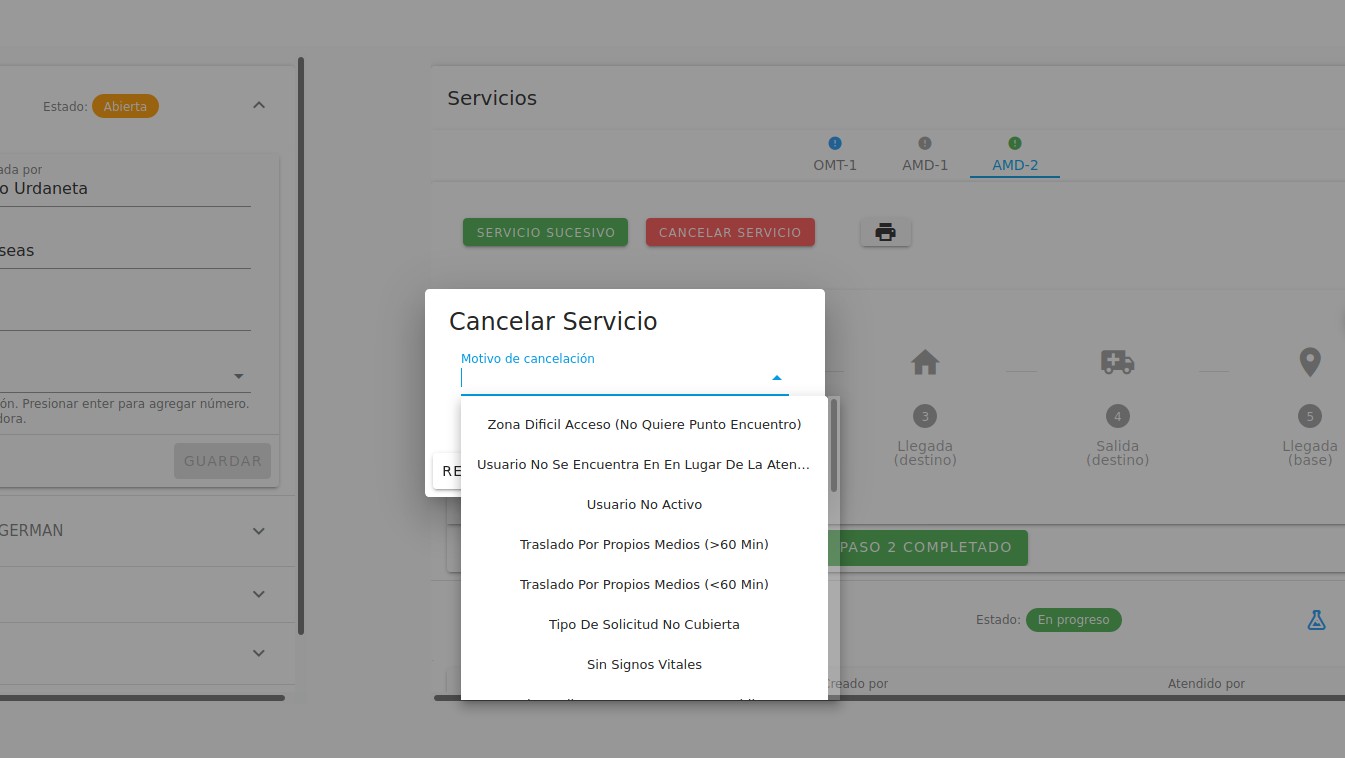 Estado: Abierta
ada por
o Urdaneta
seas
ón. Presionar enter para agregar número.
dora.
GUARDAR
GERMAN
Servicios
OMT-1
AMD-1
AMD-2
SERVICIO SUCESIVO
CANCELAR SERVICIO
Cancelar Servicio
Motivo de cancelación
Zona Dificil Acceso (No Quiere Punto Encuentro)
Usuario No Se Encuentra En En Lugar De La Aten...
Usuario No Activo
Traslado Por Propios Medios (>60 Min)
Traslado Por Propios Medios (<60 Min)
Tipo De Solicitud No Cubierta
Sin Signos Vitales
RE
3
Llegada
(destino)
4
Salida
(destino)
5
Llegada
(base)
PASO 2 COMPLETADO
Estado: En progreso
Creado por
Atendido por